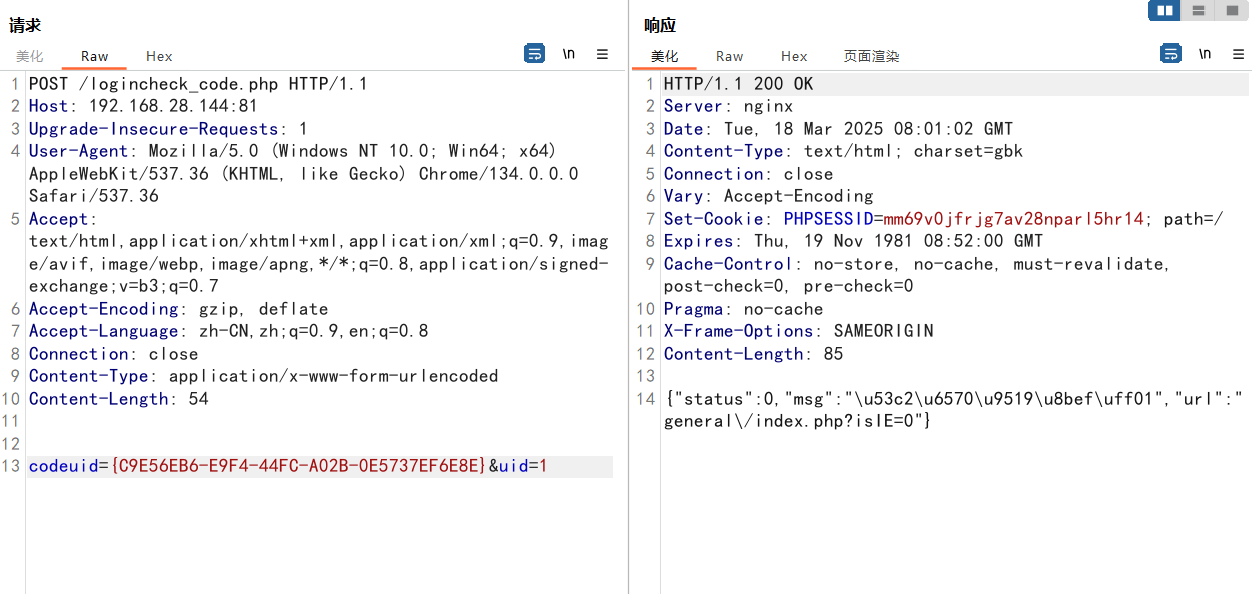 请求
美化 Raw Hex \n
1 POST /logincheck_code.php HTTP/1.1
2 Host: 192.168.28.144:81
3 Upgrade-Insecure-Requests: 1
4 User-Agent: Mozilla/5.0 (Windows NT 10.0; Win64; x64)
AppleWebKit/537.36 (KHTML, like Gecko) Chrome/134.0.0.0
Safari/537.36
5 Accept:
text/html,application/xhtml+xml,application/xml;q=0.9,imag
e/avif,image/webp,image/apng,*/*;q=0.8,application/signed-
exchange;v=b3;q=0.7
6 Accept-Encoding: gzip, deflate
7 Accept-Language: zh-CN,zh;q=0.9,en;q=0.8
8 Connection: close
9 Content-Type: application/x-www-form-urlencoded
10 Content-Length: 54
11
12
13 codeuid={C9E56EB6-E9F4-44FC-A02B-0E5737EF6E8E}&uid=1
响应
美化 Raw Hex 页面渲染 \n
1 HTTP/1.1 200 OK
2 Server: nginx
3 Date: Tue, 18 Mar 2025 08:01:02 GMT
4 Content-Type: text/html; charset=gbk
5 Connection: close
6 Vary: Accept-Encoding
7 Set-Cookie: PHPSESSID=mm69v0jfrjg7av28nparl5hr14; path=/
8 Expires: Thu, 19 Nov 1981 08:52:00 GMT
9 Cache-Control: no-store, no-cache, must-revalidate,
post-check=0, pre-check=0
10 Pragma: no-cache
11 X-Frame-Options: SAMEORIGIN
12 Content-Length: 85
13
14 {"status":0,"msg":"\u53c2\u6570\u9519\u8bef\uff01","url":"
general\/index.php?isIE=0"}